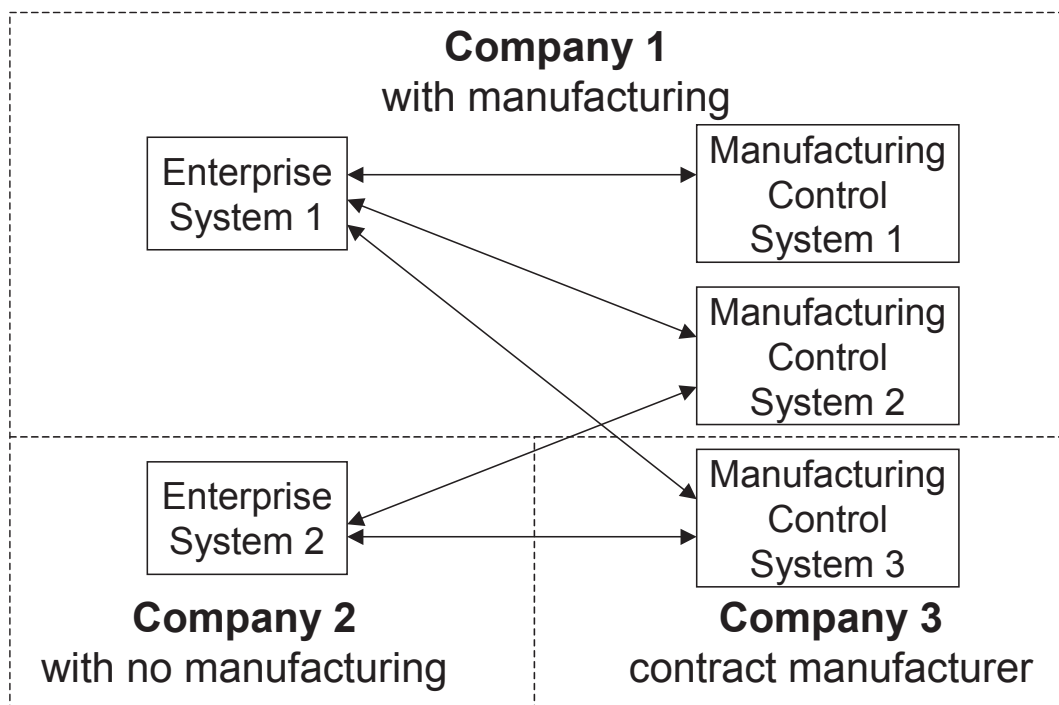 Company 1
with manufacturing
Enterprise
System 1
Manufacturing
Control
System 1
Manufacturing
Control
System 2
Enterprise
System 2
Manufacturing
Control
System 3
Company 2
with no manufacturing
Company 3
contract manufacturer